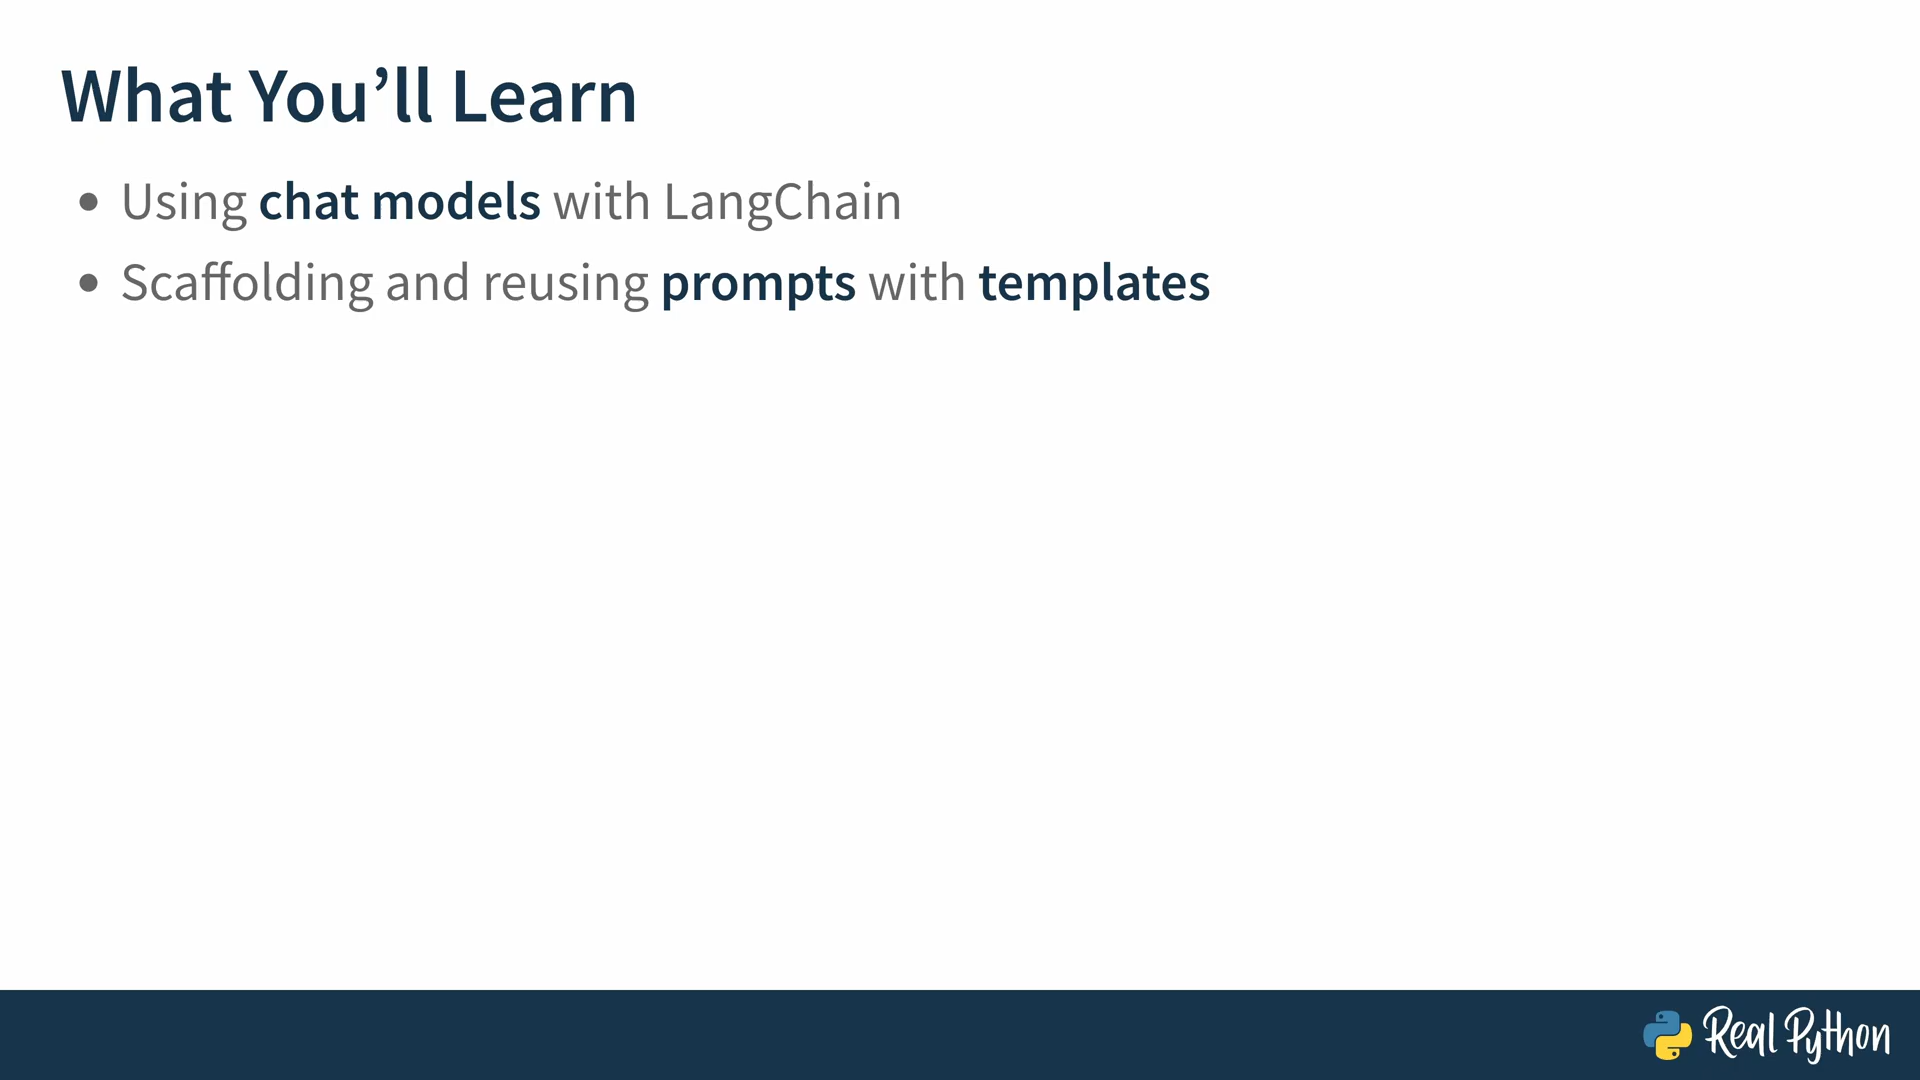 What You’ll Learn
• Using chat models with LangChain
• Scaffolding and reusing prompts with templates
Real Python